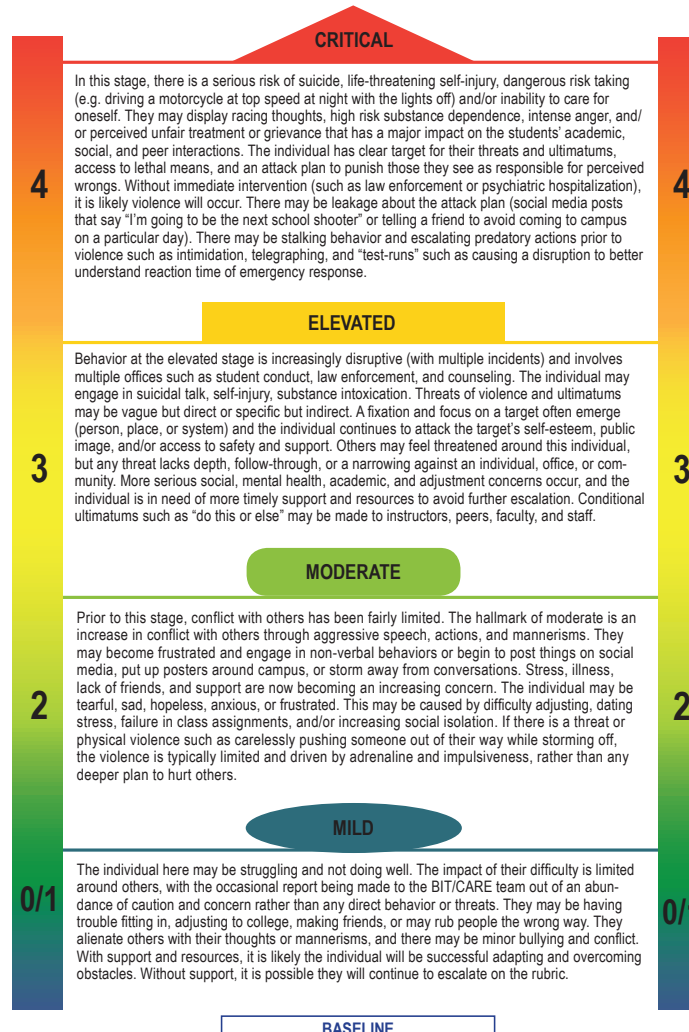 CRITICAL
In this stage, there is a serious risk of suicide, life-threatening self-injury, dangerous risk taking
(e.g. driving a motorcycle at top speed at night with the lights off) and/or inability to care for
oneself. They may display racing thoughts, high risk substance dependence, intense anger, and/
or perceived unfair treatment or grievance that has a major impact on the students’ academic,
social, and peer interactions. The individual has clear target for their threats and ultimatums,
access to lethal means, and an attack plan to punish those they see as responsible for perceived
wrongs. Without immediate intervention (such as law enforcement or psychiatric hospitalization),
it is likely violence will occur. There may be leakage about the attack plan (social media posts
that say “I’m going to be the next school shooter” or telling a friend to avoid coming to campus
on a particular day). There may be stalking behavior and escalating predatory actions prior to
violence such as intimidation, telegraphing, and “test-runs” such as causing a disruption to better
understand reaction time of emergency response.
4
4
ELEVATED
Behavior at the elevated stage is increasingly disruptive (with multiple incidents) and involves
multiple offices such as student conduct, law enforcement, and counseling. The individual may
engage in suicidal talk, self-injury, substance intoxication. Threats of violence and ultimatums
may be vague but direct or specific but indirect. A fixation and focus on a target often emerge
(person, place, or system) and the individual continues to attack the target’s self-esteem, public
image, and/or access to safety and support. Others may feel threatened around this individual,
but any threat lacks depth, follow-through, or a narrowing against an individual, office, or com-
munity. More serious social, mental health, academic, and adjustment concerns occur, and the
individual is in need of more timely support and resources to avoid further escalation. Conditional
ultimatums such as “do this or else” may be made to instructors, peers, faculty, and staff.
3
3
MODERATE
Prior to this stage, conflict with others has been fairly limited. The hallmark of moderate is an
increase in conflict with others through aggressive speech, actions, and mannerisms. They
may become frustrated and engage in non-verbal behaviors or begin to post things on social
media, put up posters around campus, or storm away from conversations. Stress, illness,
lack of friends, and support are now becoming an increasing concern. The individual may be
tearful, sad, hopeless, anxious, or frustrated. This may be caused by difficulty adjusting, dating
stress, failure in class assignments, and/or increasing social isolation. If there is a threat or
physical violence such as carelessly pushing someone out of their way while storming off,
the violence is typically limited and driven by adrenaline and impulsiveness, rather than any
deeper plan to hurt others.
2
2
MILD
The individual here may be struggling and not doing well. The impact of their difficulty is limited
around others, with the occasional report being made to the BIT/CARE team out of an abun-
dance of caution and concern rather than any direct behavior or threats. They may be having
trouble fitting in, adjusting to college, making friends, or may rub people the wrong way. They
alienate others with their thoughts or mannerisms, and there may be minor bullying and conflict.
With support and resources, it is likely the individual will be successful adapting and overcoming
obstacles. Without support, it is possible they will continue to escalate on the rubric.
0/1
0/
BASELINE